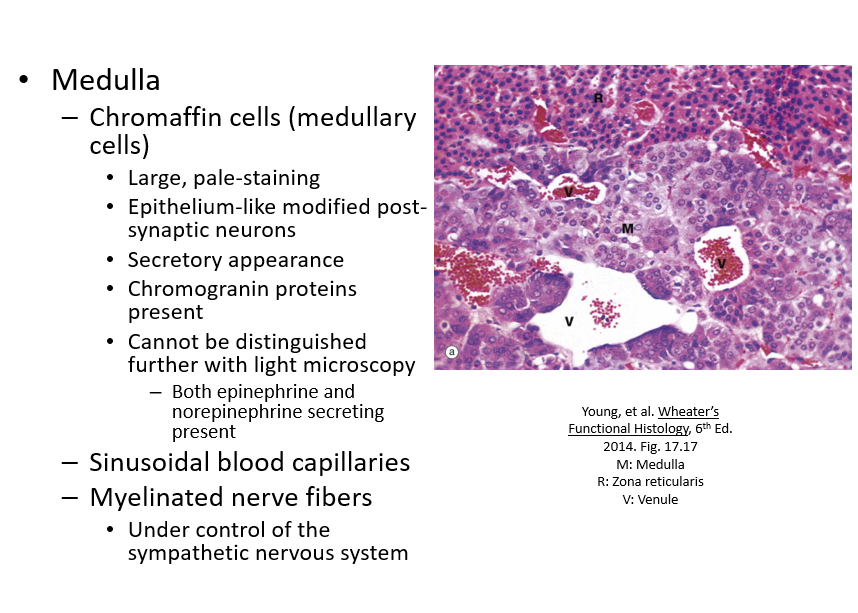 • Medulla
– Chromaffin cells (medullary
cells)
• Large, pale-staining
• Epithelium-like modified post-
synaptic neurons
• Secretory appearance
• Chromogranin proteins
present
• Cannot be distinguished
further with light microscopy
– Both epinephrine and
norepinephrine secreting
present
– Sinusoidal blood capillaries
– Myelinated nerve fibers
• Under control of the
sympathetic nervous system
R
V
M
V
V
a
Young, et al. Wheater's
Functional Histology, 6th Ed.
2014. Fig. 17.17
M: Medulla
R: Zona reticularis
V: Venule